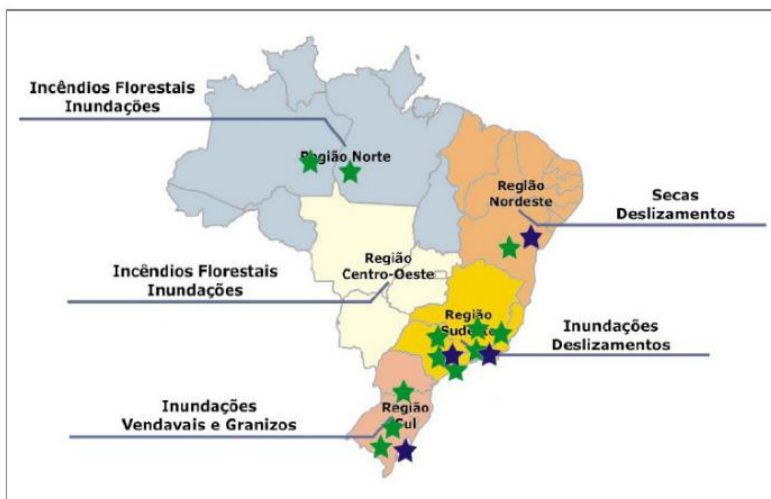 Incêndios Florestais
Inundações
Região Norte
Região
Nordeste
Secas
Deslizamentos
Região
Centro-Oeste
Incêndios Florestais
Inundações
Região
Sudeste
Inundações
Deslizamentos
Inundações
Vendavais e Granizos
Região
Sul